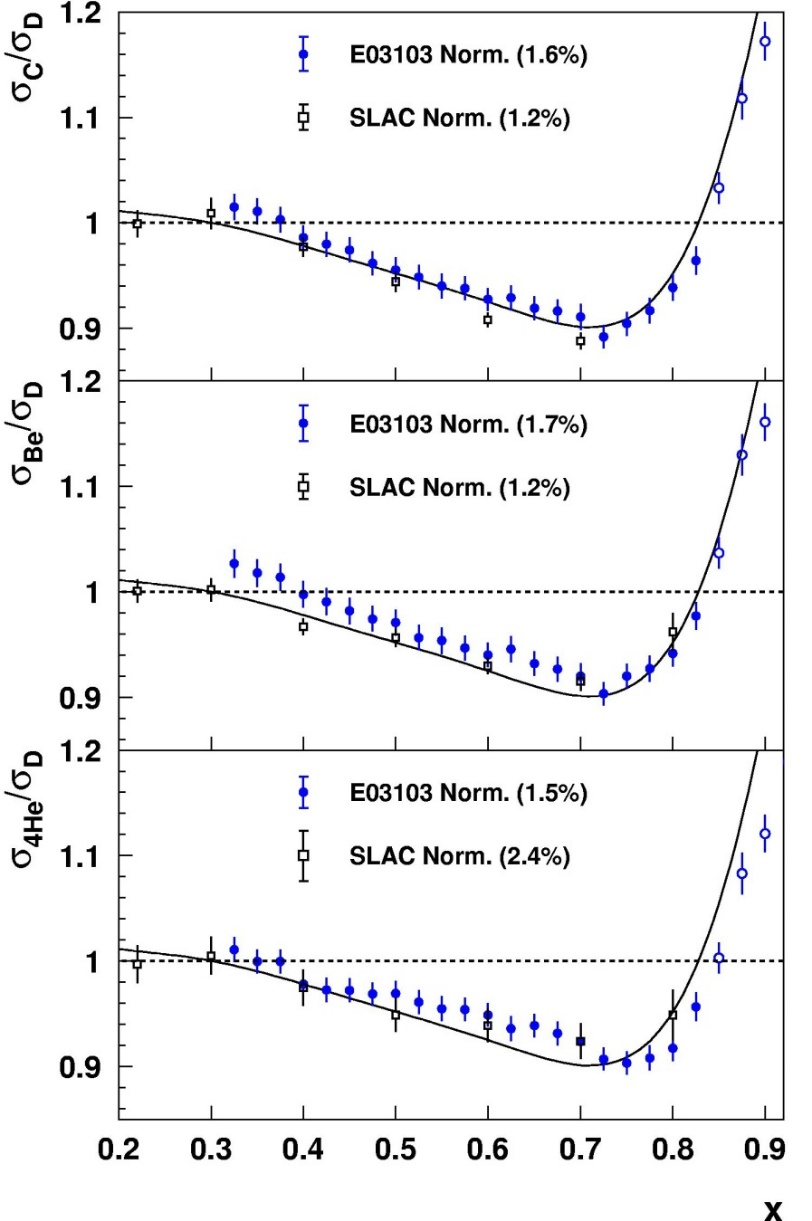 σC/σD
1.2
1.1
1
0.9
E03103 Norm. (1.6%)
SLAC Norm. (1.2%)
σBe/σD
1.2
1.1
1
0.9
E03103 Norm. (1.7%)
SLAC Norm. (1.2%)
σ4He/σD
1.2
1.1
1
0.9
E03103 Norm. (1.5%)
SLAC Norm. (2.4%)
0.2 0.3 0.4 0.5 0.6 0.7 0.8 0.9
x